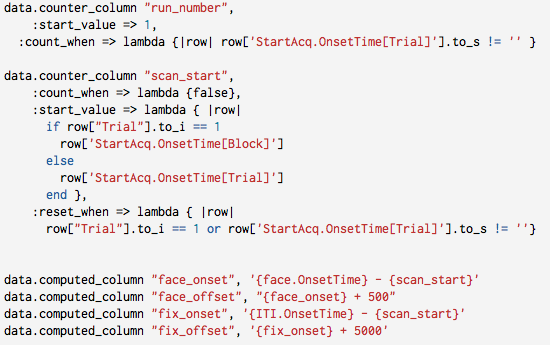 data.counter_column "run_number",
:start_value => 1,
:count_when => lambda {|row| row['StartAcq.OnsetTime[Trial]'].to_s != '' }
data.counter_column "scan_start",
:count_when => lambda {false},
:start_value => lambda { |row|
if row["Trial"].to_i == 1
row['StartAcq.OnsetTime[Block]']
else
row['StartAcq.OnsetTime[Trial]']
end },
:reset_when => lambda { |row|
row["Trial"].to_i == 1 or row['StartAcq.OnsetTime[Trial]'].to_s != ''}
data.computed_column "face_onset", '{face.OnsetTime} - {scan_start}'
data.computed_column "face_offset", "{face_onset} + 500"
data.computed_column "fix_onset", '{ITI.OnsetTime} - {scan_start}'
data.computed_column "fix_offset", '{fix_onset} + 5000'